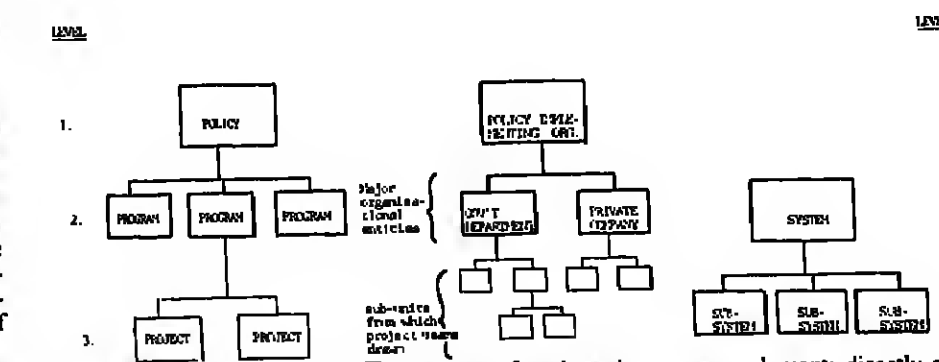 LEVEL
1.
POLICY
2.
PROGRAM
PROGRAM
PROGRAM
3.
PROJECT
PROJECT
POLICY IMPLE-
MENTING ORG.
Major
organisa-
tional
entities
GOV'T
DEPARTMENT
PRIVATE
COMPANY
sub-units
from which
project teams
drawn
SYSTEM
SUB-
SYSTEM
SUB-
SYSTEM
SUB-
SYSTEM
directly
f